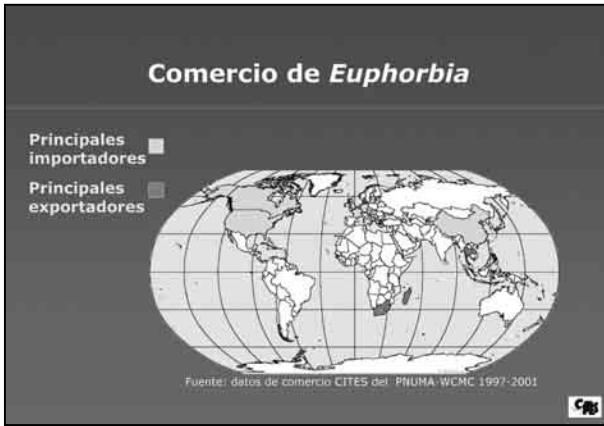 Comercio de Euphorbia
Principales
importadores
Principales
exportadores
Fuente: datos de comercio CITES del PNUMA-WCMC 1997-2001